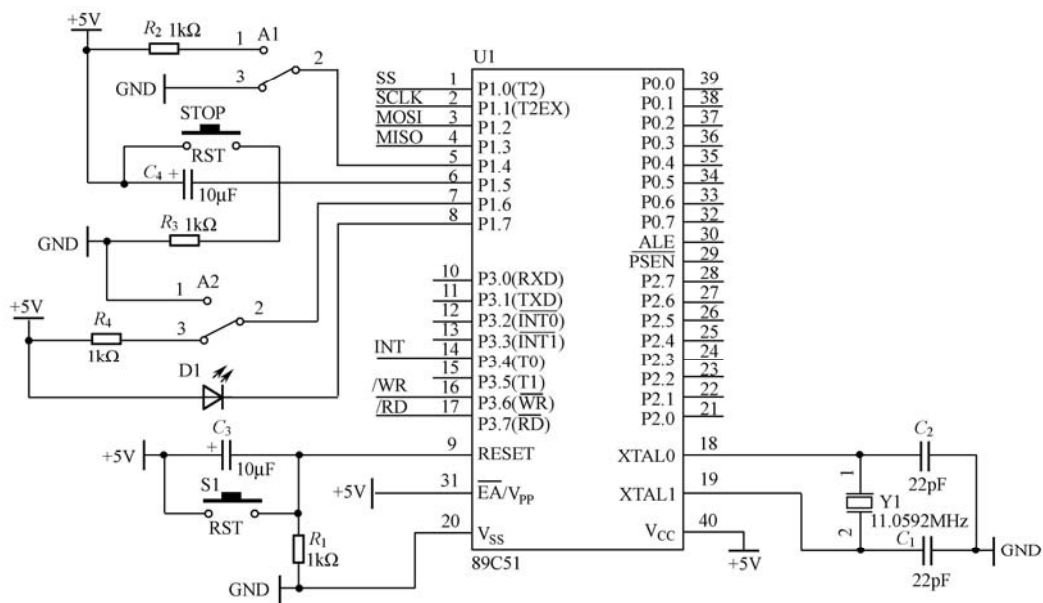 +5V
R2 1kΩ
1
A1
2
GND
3
STOP
RST
C4 +
10μF
R3 1kΩ
GND
1
A2
2
+5V
R4
3
1kΩ
D1
C3
+5V
+
10μF
S1
RST
R1
1kΩ
GND
+5V
U1
SS 1 P1.0(T2)
SCLK 2 P1.1(T2EX)
MOSI 3 P1.2
MISO 4 P1.3
5 P1.4
6 P1.5
7 P1.6
8 P1.7
10 P3.0(RXD)
11 P3.1(TXD)
12 P3.2(INT0)
13 P3.3(INT1)
INT 14 P3.4(T0)
15 P3.5(T1)
/WR 16 P3.6(WR)
/RD 17 P3.7(RD)
9 RESET
31 EA/VPP
20 VSS
89C51
P0.0 39
P0.1 38
P0.2 37
P0.3 36
P0.4 35
P0.5 34
P0.6 33
P0.7 32
ALE 30
PSEN 29
P2.7 28
P2.6 27
P2.5 26
P2.4 25
P2.3 24
P2.2 23
P2.1 22
P2.0 21
XTAL0 18
XTAL1 19
VCC 40
+5V
C2
22pF
1
Y1
11.0592MHz
2
C1
22pF
GND